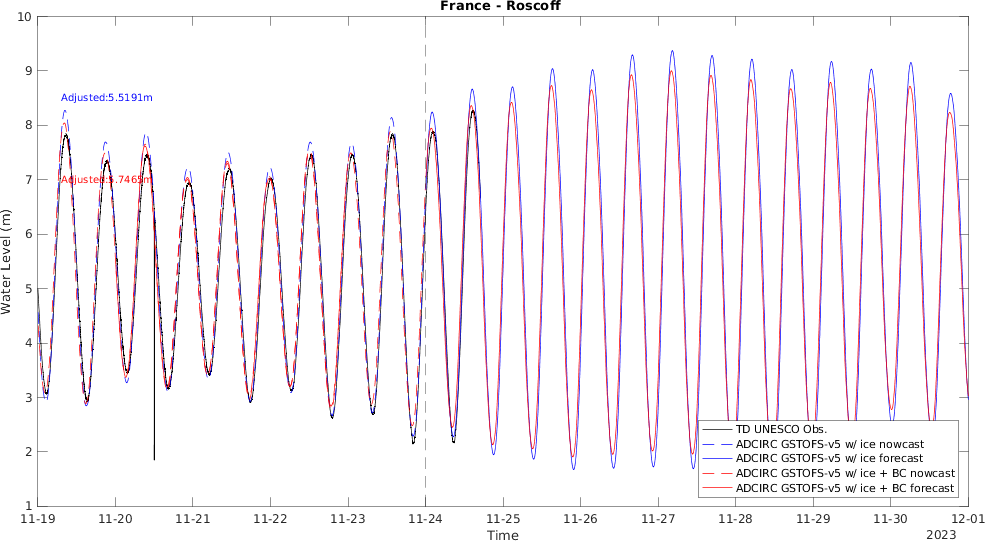 France - Roscoff
10
9
8
7
6
5
4
3
2
1
Water Level (m)
Adjusted:5.5191m
Adjusted:5.7465m
TD UNESCO Obs.
ADCIRC GSTOFS-v5 w/ ice nowcast
ADCIRC GSTOFS-v5 w/ ice forecast
ADCIRC GSTOFS-v5 w/ ice + BC nowcast
ADCIRC GSTOFS-v5 w/ ice + BC forecast
11-19 11-20 11-21 11-22 11-23 11-24 11-25 11-26 11-27 11-28 11-29 11-30 12-01
Time
2023